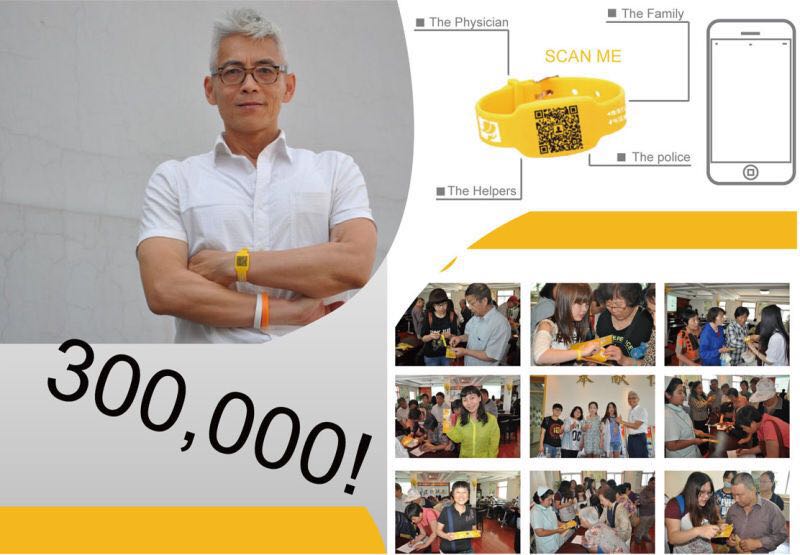 The Physician
The Family
SCAN ME
The police
The Helpers
300,000!